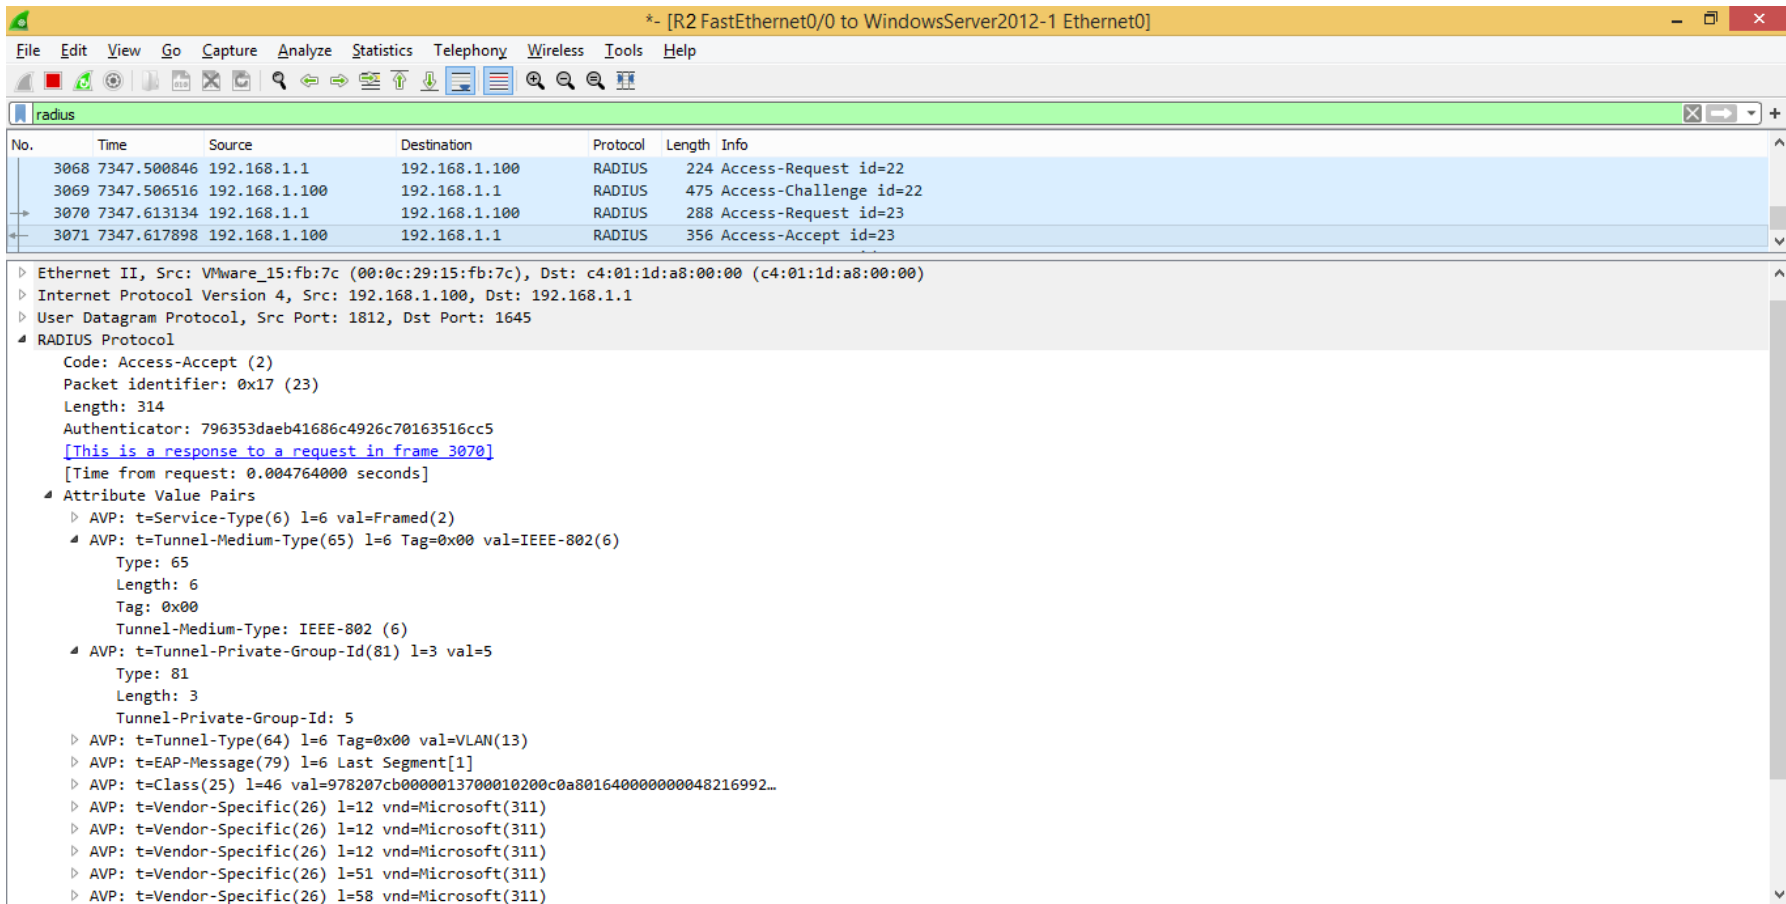 *- [R2 FastEthernet0/0 to WindowsServer2012-1 Ethernet0]
File Edit View Go Capture Analyze Statistics Telephony Wireless Tools Help
radius
No. Time Source Destination Protocol Length Info
3068 7347.500846 192.168.1.1 192.168.1.100 RADIUS 224 Access-Request id=22
3069 7347.506516 192.168.1.100 192.168.1.1 RADIUS 475 Access-Challenge id=22
3070 7347.613134 192.168.1.1 192.168.1.100 RADIUS 288 Access-Request id=23
3071 7347.617898 192.168.1.100 192.168.1.1 RADIUS 356 Access-Accept id=23
Ethernet II, Src: VMware_15:fb:7c (00:0c:29:15:fb:7c), Dst: c4:01:1d:a8:00:00 (c4:01:1d:a8:00:00)
Internet Protocol Version 4, Src: 192.168.1.100, Dst: 192.168.1.1
User Datagram Protocol, Src Port: 1812, Dst Port: 1645
RADIUS Protocol
Code: Access-Accept (2)
Packet identifier: 0x17 (23)
Length: 314
Authenticator: 796353daeb41686c4926c70163516cc5
[This is a response to a request in frame 3070]
[Time from request: 0.004764000 seconds]
Attribute Value Pairs
AVP: t=Service-Type(6) l=6 val=Framed(2)
AVP: t=Tunnel-Medium-Type(65) l=6 Tag=0x00 val=IEEE-802(6)
Type: 65
Length: 6
Tag: 0x00
Tunnel-Medium-Type: IEEE-802 (6)
AVP: t=Tunnel-Private-Group-Id(81) l=3 val=5
Type: 81
Length: 3
Tunnel-Private-Group-Id: 5
AVP: t=Tunnel-Type(64) l=6 Tag=0x00 val=VLAN(13)
AVP: t=EAP-Message(79) l=6 Last Segment[1]
AVP: t=Class(25) l=46 val=978207cb0000013700010200c0a801640000000048216992…
AVP: t=Vendor-Specific(26) l=12 vnd=Microsoft(311)
AVP: t=Vendor-Specific(26) l=12 vnd=Microsoft(311)
AVP: t=Vendor-Specific(26) l=12 vnd=Microsoft(311)
AVP: t=Vendor-Specific(26) l=51 vnd=Microsoft(311)
AVP: t=Vendor-Specific(26) l=58 vnd=Microsoft(311)